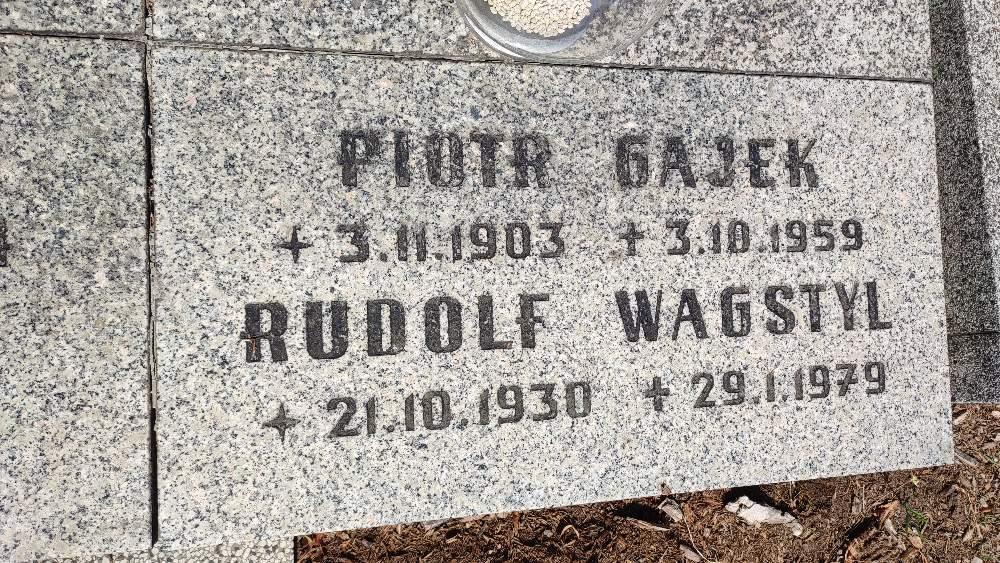 PIOTR GAJEK
3.11.1903 + 3.10.1959
RUDOLF WAGSTYL
21.10.1930 + 29.1.1979